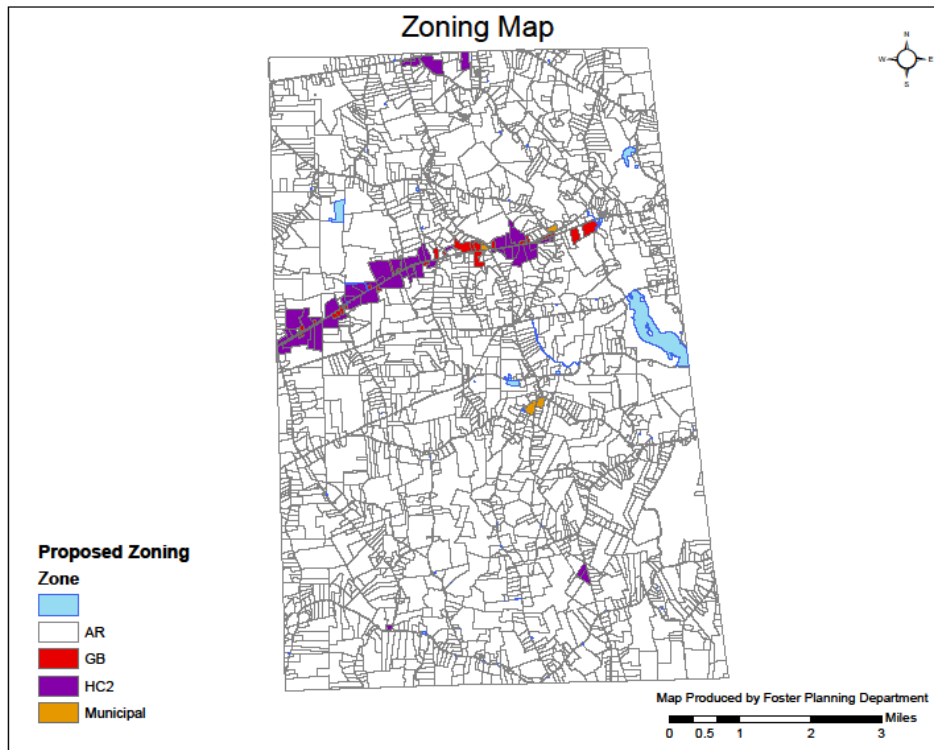 Zoning Map
N
W E
S
Proposed Zoning
Zone
AR
GB
HC2
Municipal
Map Produced by Foster Planning Department
Miles
0 0.5 1 2 3